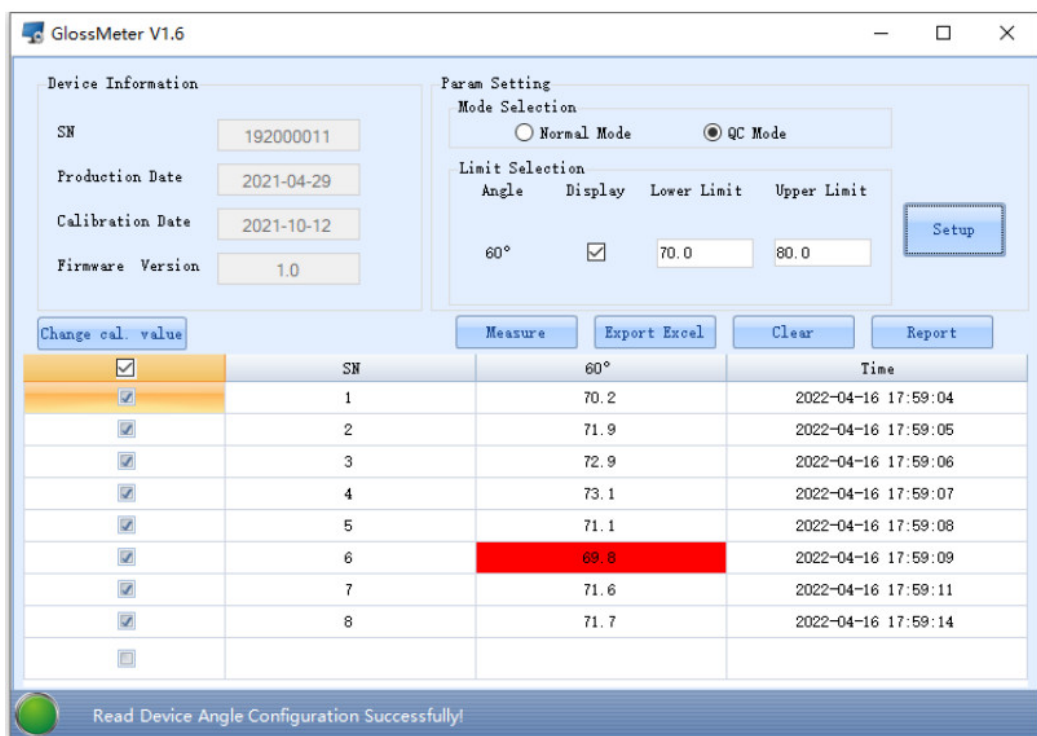 GlossMeter V1.6
Device Information
SN 192000011
Production Date 2021-04-29
Calibration Date 2021-10-12
Firmware Version 1.0
Param Setting
Mode Selection
Normal Mode QC Mode
Limit Selection
Angle Display Lower Limit Upper Limit
60° 70.0 80.0
Setup
Change cal. value Measure Export Excel Clear Report
SN 60° Time
1 70.2 2022-04-16 17:59:04
2 71.9 2022-04-16 17:59:05
3 72.9 2022-04-16 17:59:06
4 73.1 2022-04-16 17:59:07
5 71.1 2022-04-16 17:59:08
6 69.8 2022-04-16 17:59:09
7 71.6 2022-04-16 17:59:11
8 71.7 2022-04-16 17:59:14
Read Device Angle Configuration Successfully!